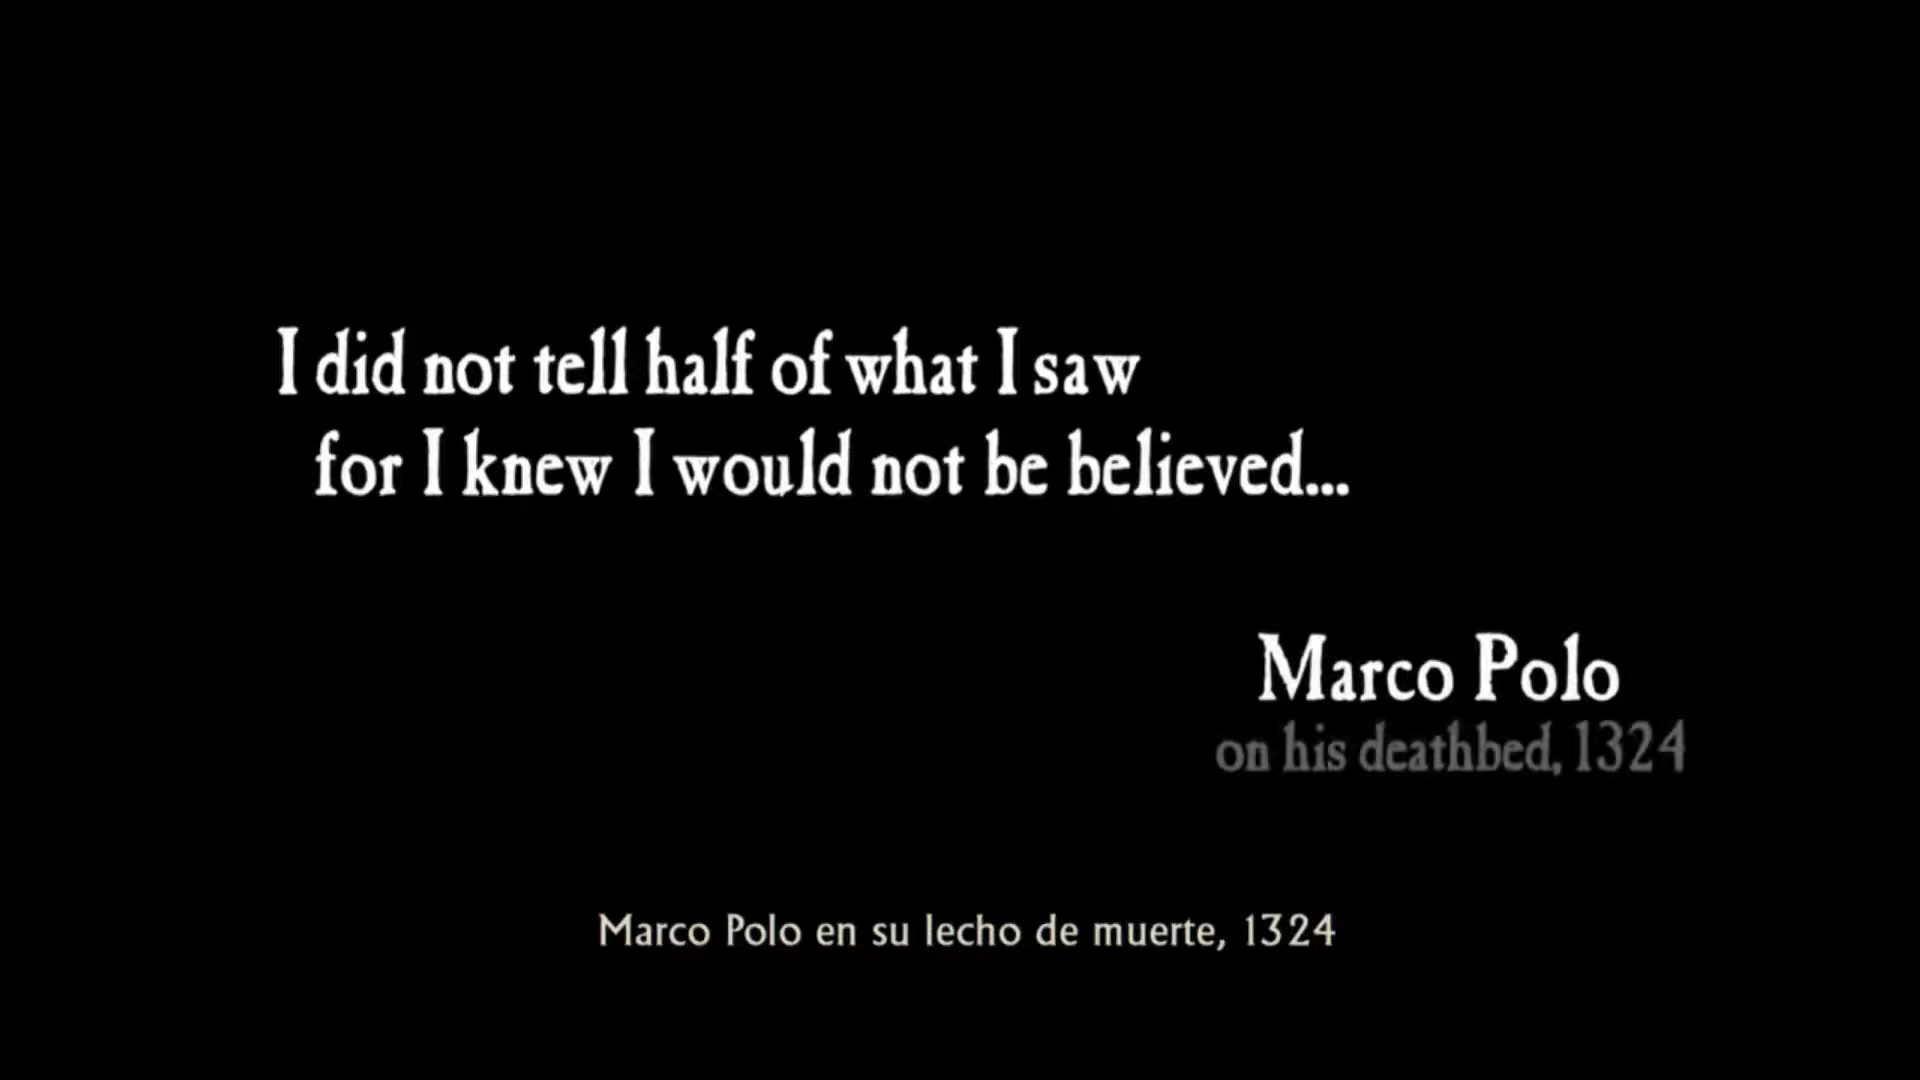 I did not tell half of what I saw
for I knew I would not be believed...
Marco Polo
on his deathbed, 1324
Marco Polo en su lecho de muerte, 1324